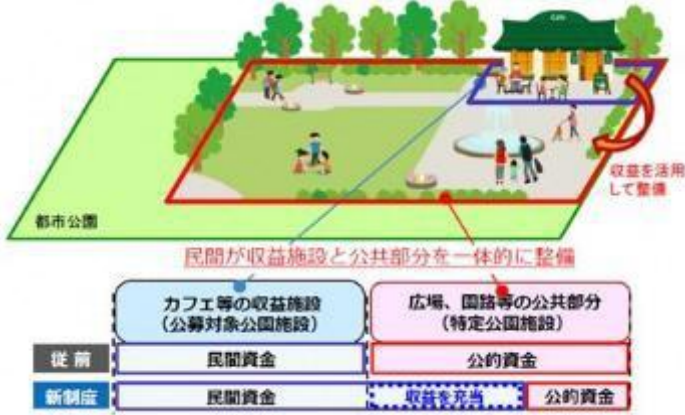 収益を活用
して整備
都市公園
民間が収益施設と公共部分を一体的に整備
カフェ等の収益施設
(公募対象公園施設)
広場、園路等の公共部分
(特定公園施設)
従前
民間資金
公的資金
新制度
民間資金
収益を充当
公的資金